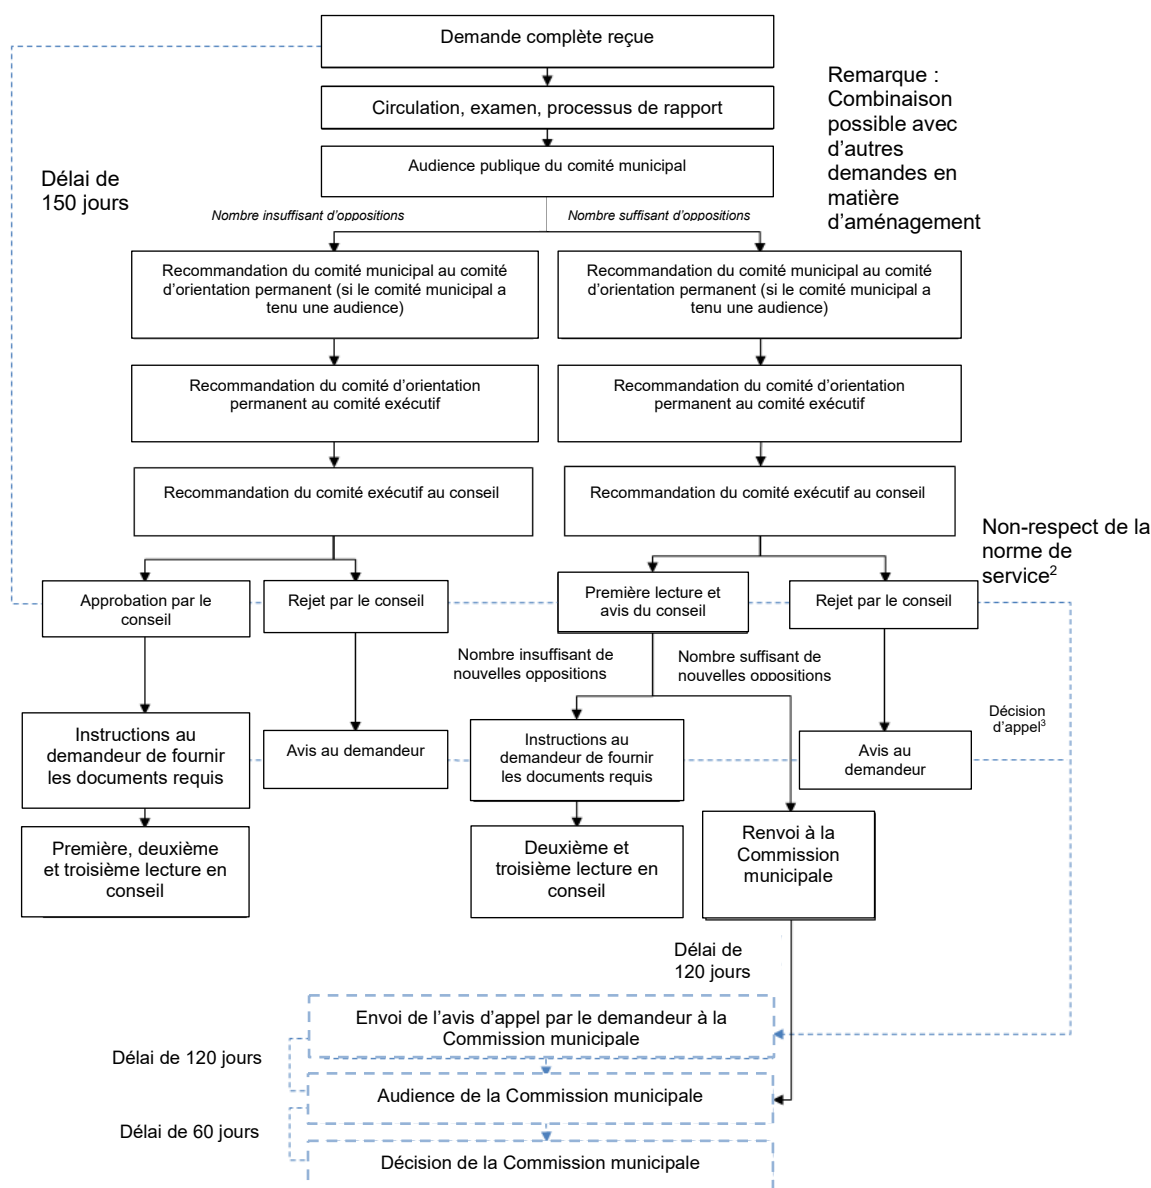 Demande complète reçue
Circulation, examen, processus de rapport
Audience publique du comité municipal
Remarque :
Combinaison
possible avec
d’autres
demandes en
matière
d’aménagement
Délai de
150 jours
Nombre insuffisant d’oppositions
Nombre suffisant d’oppositions
Recommandation du comité municipal au comité
d’orientation permanent (si le comité municipal a
tenu une audience)
Recommandation du comité municipal au comité
d’orientation permanent (si le comité municipal a
tenu une audience)
Recommandation du comité d’orientation
permanent au comité exécutif
Recommandation du comité d’orientation
permanent au comité exécutif
Recommandation du comité exécutif au conseil
Recommandation du comité exécutif au conseil
Non-respect de la
norme de
service²
Approbation par le
conseil
Rejet par le conseil
Première lecture et
avis du conseil
Rejet par le conseil
Nombre insuffisant de
nouvelles oppositions
Nombre suffisant de
nouvelles oppositions
Instructions au
demandeur de fournir
les documents requis
Avis au demandeur
Instructions au
demandeur de fournir
les documents requis
Avis au
demandeur
Décision
d’appel³
Première, deuxième
et troisième lecture en
conseil
Deuxième et
troisième lecture en
conseil
Renvoi à la
Commission
municipale
Délai de
120 jours
Envoi de l’avis d’appel par le demandeur à la
Commission municipale
Délai de 120 jours
Audience de la Commission municipale
Délai de 60 jours
Décision de la Commission municipale